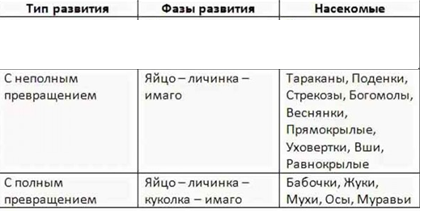 Тип развития Фазы развития Насекомые
С неполным превращением
Яйцо – личинка – имаго
Тараканы, Поденки,
Стрекозы, Богомолы,
Веснянки,
Прямокрылые,
Уховертки, Вши,
Равнокрылые
С полным превращением
Яйцо – личинка – куколка – имаго
Бабочки, Жуки,
Мухи, Осы, Муравьи